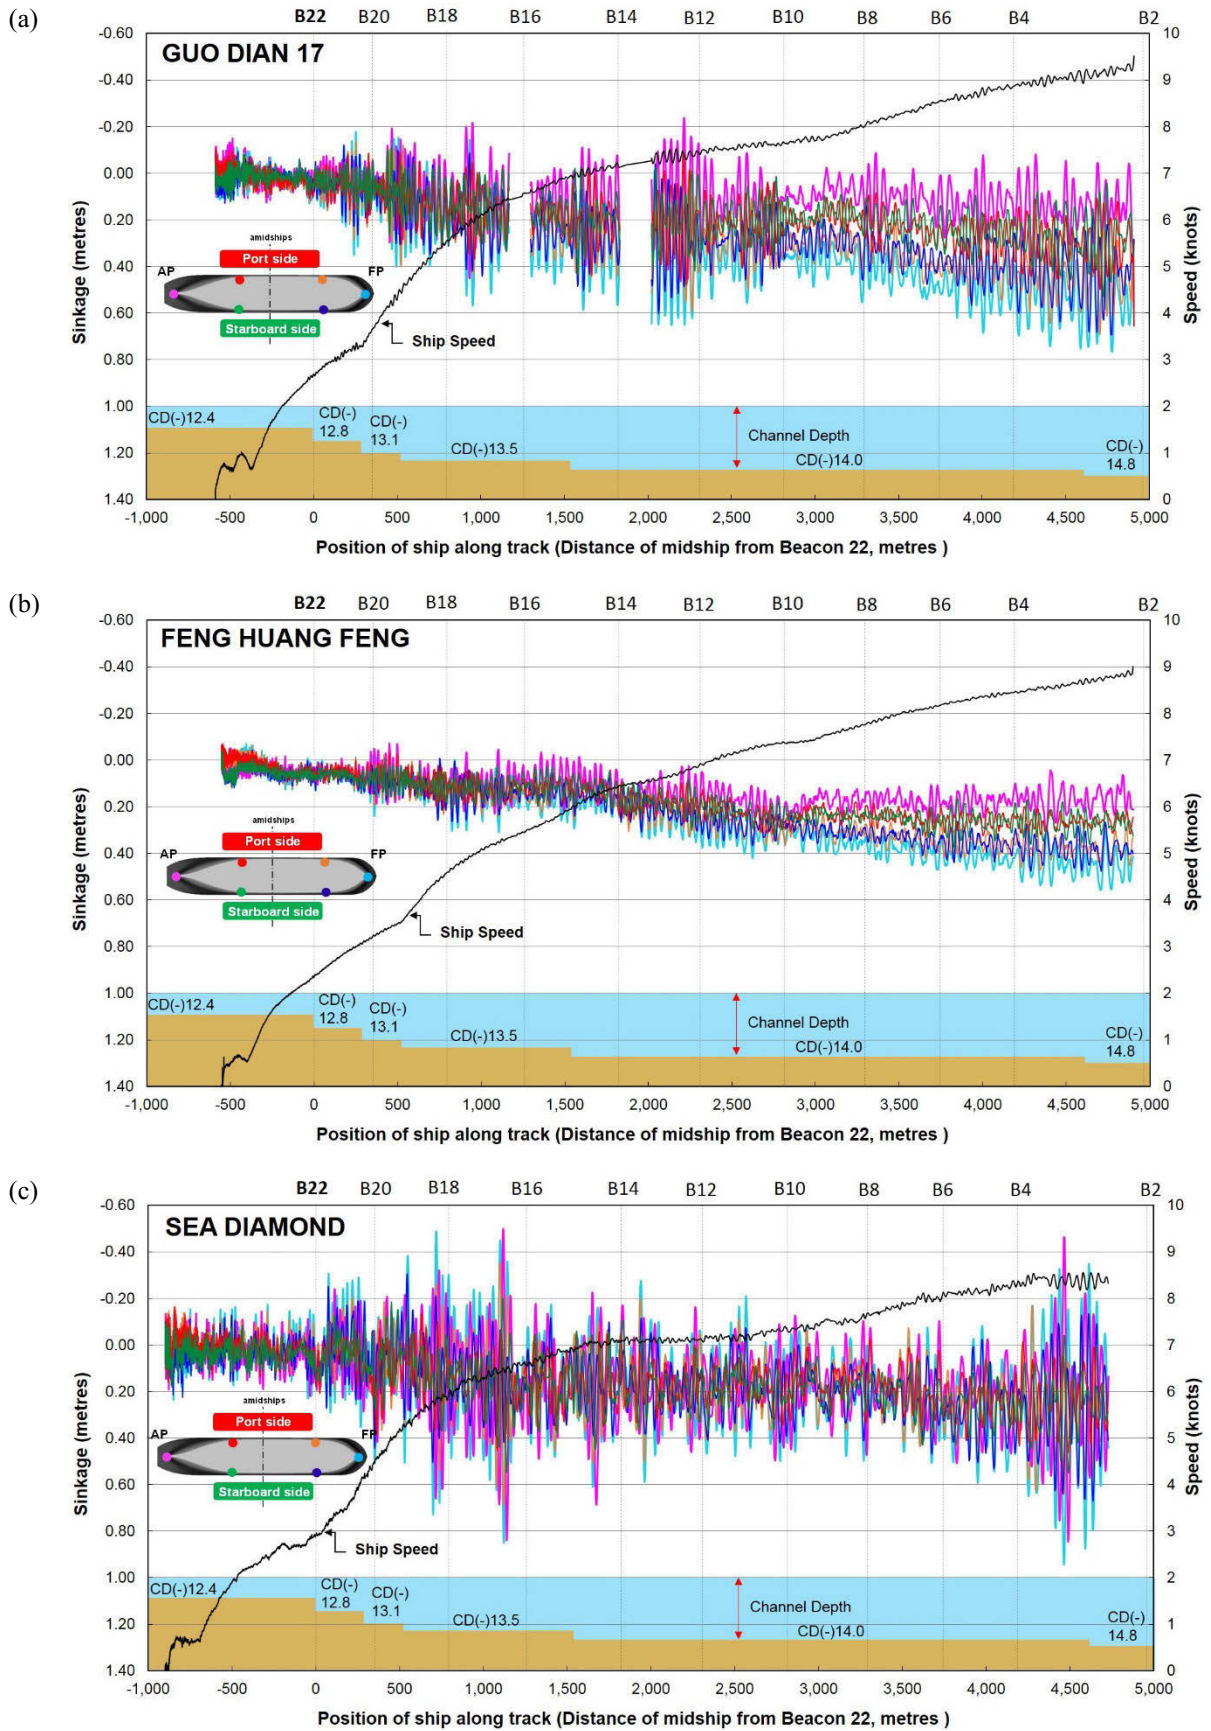 (a)
B22 B20 B18 B16 B14 B12 B10 B8 B6 B4 B2
GUO DIAN 17
-0.60 -0.40 -0.20 0.00 0.20 0.40 0.60 0.80 1.00 1.20 1.40
Sinkage (metres)
10 9 8 7 6 5 4 3 2 1 0
Speed (knots)
amidships
Port side
AP FP
Starboard side
Ship Speed
CD(-)12.4
CD(-)
12.8
CD(-)
13.1
CD(-)13.5
Channel Depth
CD(-)14.0
CD(-)
14.8
-1,000 -500 0 500 1,000 1,500 2,000 2,500 3,000 3,500 4,000 4,500 5,000
Position of ship along track (Distance of midship from Beacon 22, metres )
(b)
B22 B20 B18 B16 B14 B12 B10 B8 B6 B4 B2
FENG HUANG FENG
-0.60 -0.40 -0.20 0.00 0.20 0.40 0.60 0.80 1.00 1.20 1.40
Sinkage (metres)
10 9 8 7 6 5 4 3 2 1 0
Speed (knots)
amidships
Port side
AP FP
Starboard side
Ship Speed
CD(-)12.4
CD(-)
12.8
CD(-)
13.1
CD(-)13.5
Channel Depth
CD(-)14.0
CD(-)
14.8
-1,000 -500 0 500 1,000 1,500 2,000 2,500 3,000 3,500 4,000 4,500 5,000
Position of ship along track (Distance of midship from Beacon 22, metres )
(c)
B22 B20 B18 B16 B14 B12 B10 B8 B6 B4 B2
SEA DIAMOND
-0.60 -0.40 -0.20 0.00 0.20 0.40 0.60 0.80 1.00 1.20 1.40
Sinkage (metres)
10 9 8 7 6 5 4 3 2 1 0
Speed (knots)
amidships
Port side
AP FP
Starboard side
Ship Speed
CD(-)12.4
CD(-)
12.8
CD(-)
13.1
CD(-)13.5
Channel Depth
CD(-)14.0
CD(-)
14.8
-1,000 -500 0 500 1,000 1,500 2,000 2,500 3,000 3,500 4,000 4,500 5,000
Position of ship along track (Distance of midship from Beacon 22, metres )